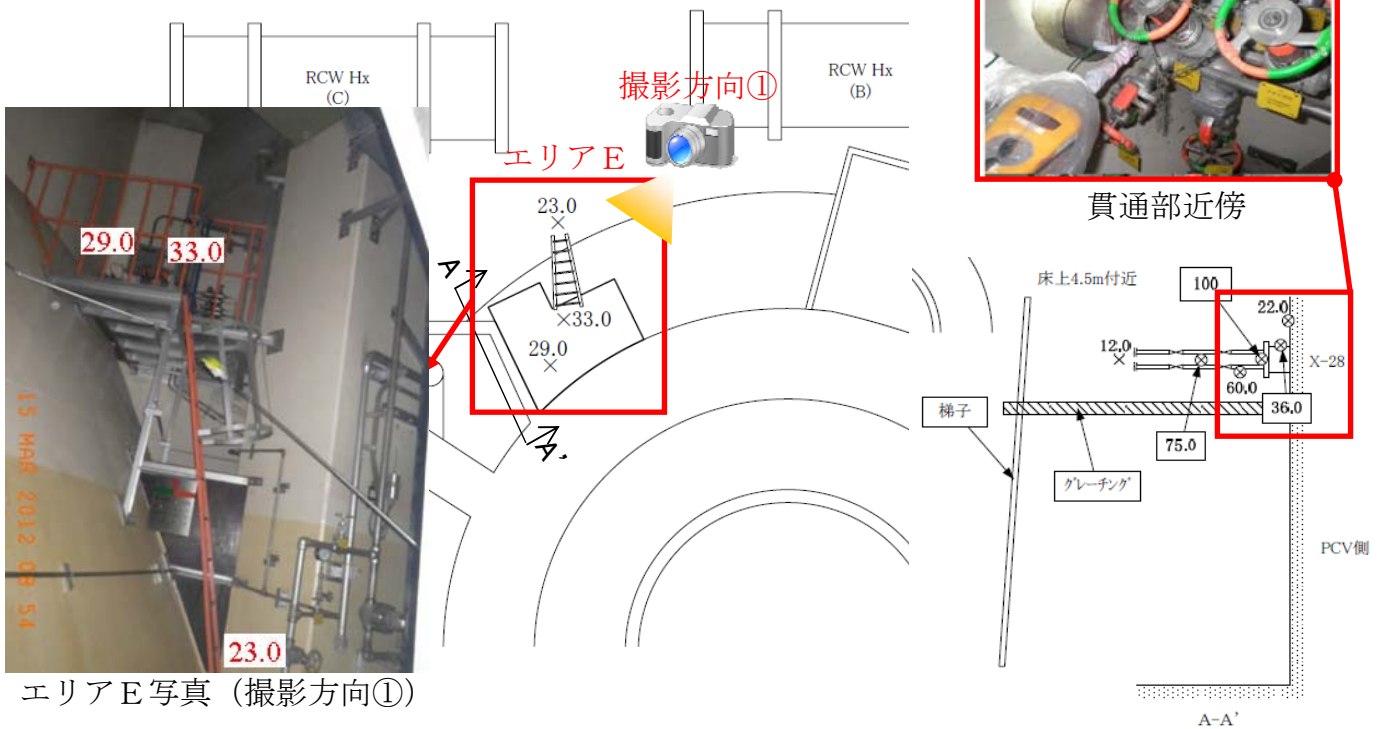 RCW Hx
(C)
RCW Hx
(B)
撮影方向①
エリアE
23.0
×33.0
29.0
A
A'
29.0
33.0
23.0
15 MAR 2012 08 54
エリアE写真（撮影方向①）
貫通部近傍
床上4.5m付近
100
22.0
12.0
X-28
60.0
36.0
梯子
75.0
グレーチング
PCV側
A-A'